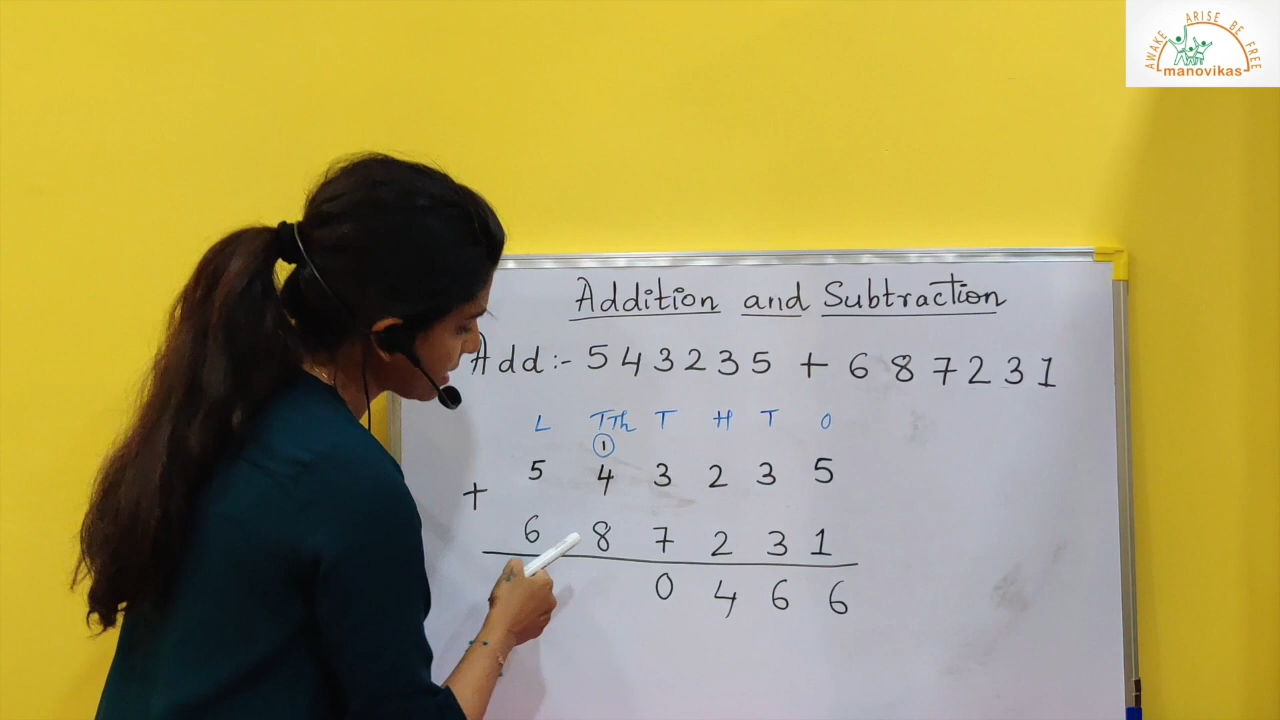 AWAKE ARISE BE FREE
manovikas
Addition and Subtraction
Add:- 543235 + 687231
L TTh T H T O
1
5 4 3 2 3 5
+
6 8 7 2 3 1
0 4 6 6